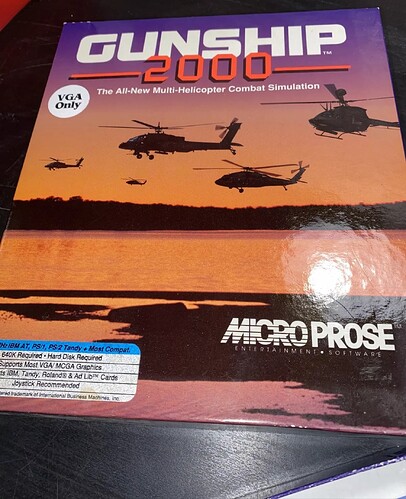 GUNSHIP™
2000
The All-New Multi-Helicopter Combat Simulation
VGA
Only
MICROPROSE™
ENTERTAINMENT • SOFTWARE
IBM AT, PS/1, PS/2 Tandy + Most Compat.
640K Required • Hard Disk Required
Supports Most VGA/ MCGA Graphics
IBM, Tandy, Roland® & Ad Lib™ Cards
Joystick Recommended
trademark of International Business Machines, Inc.